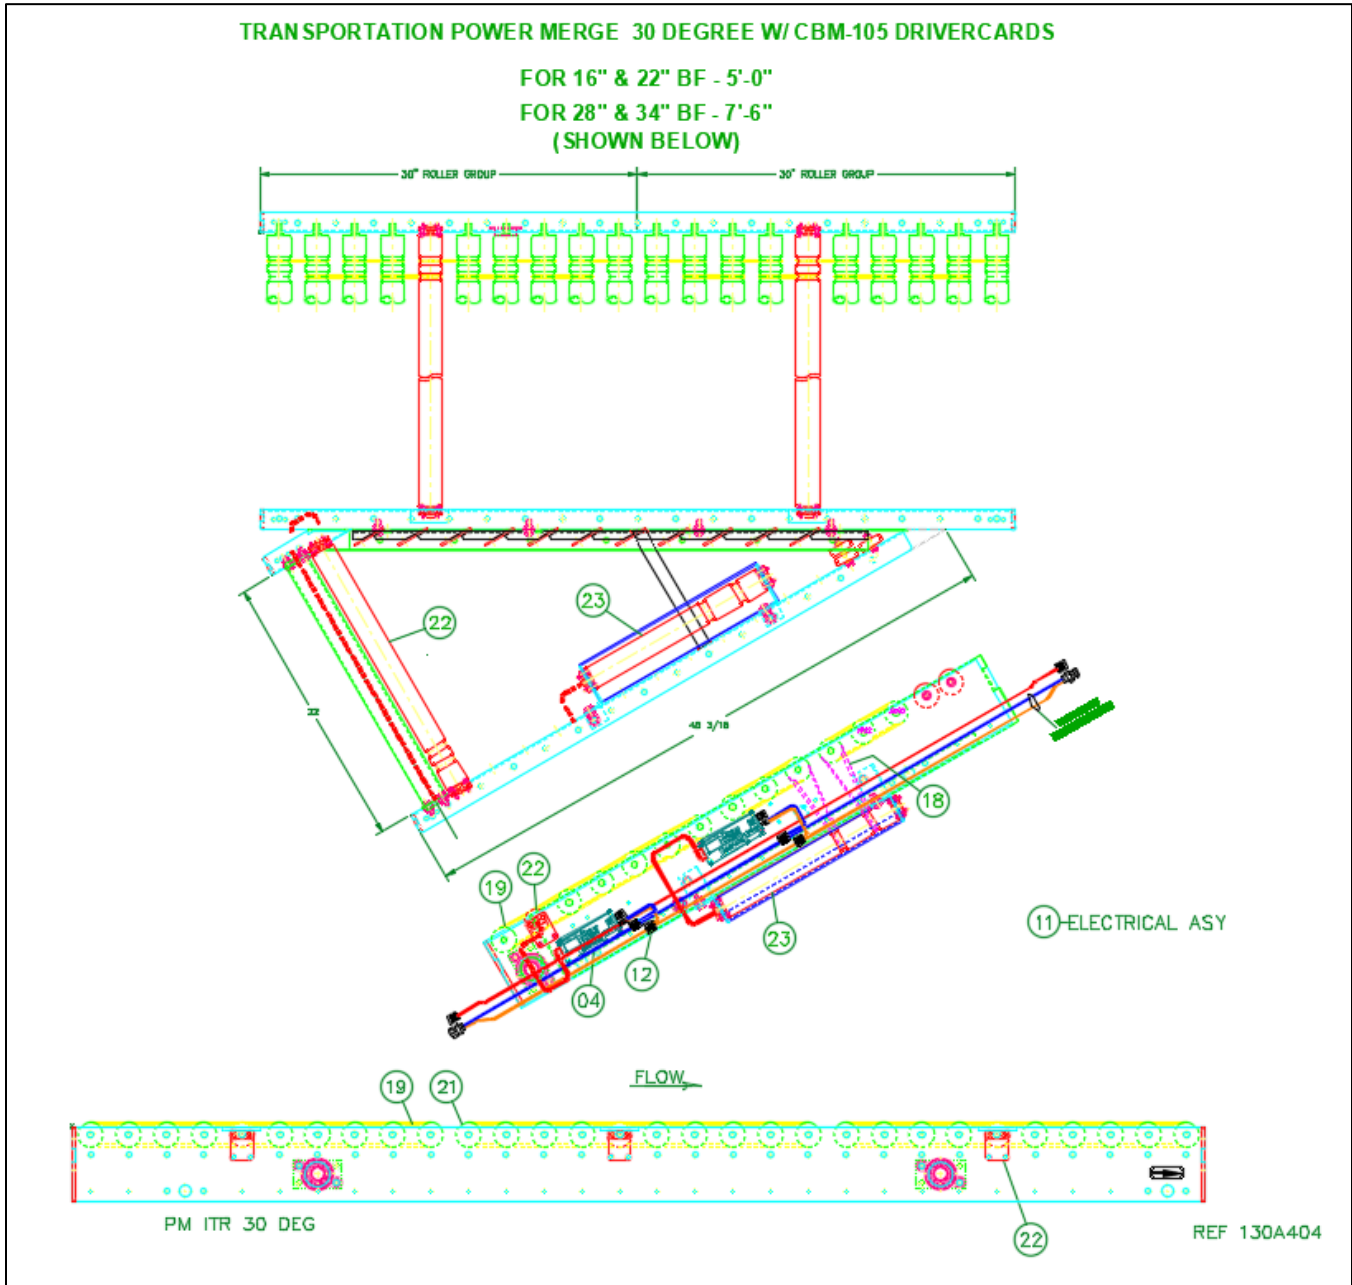 TRANSPORTATION POWER MERGE 30 DEGREE W/ CBM-105 DRIVERCARDS
FOR 16" & 22" BF - 5'-0"
FOR 28" & 34" BF - 7'-6"
(SHOWN BELOW)
30" ROLLER GROUP
30" ROLLER GROUP
23
22
22
48 3/16
18
22
19
11 ELECTRICAL ASY
23
12
04
FLOW
19
21
PM ITR 30 DEG
REF 130A404
22